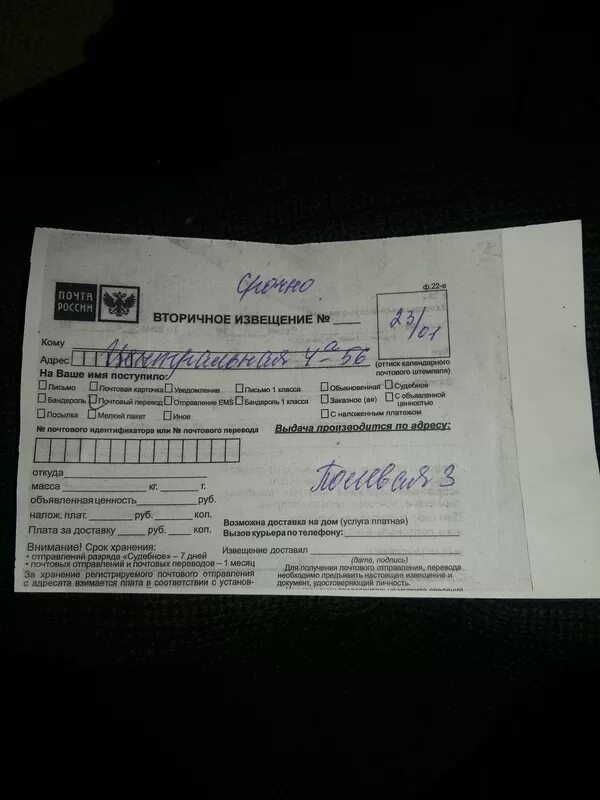 Срочно
ф.22-в
ПОЧТА РОССИИ
ВТОРИЧНОЕ ИЗВЕЩЕНИЕ № ____
23/01
Кому
Адрес Центральная 4а 56
(оттиск календарного почтового штемпеля)
На Ваше имя поступило:
Письмо Почтовая карточка Уведомление Письмо 1 класса Обыкновенная Судебное
Бандероль Почтовый перевод Отправление EMS Бандероль 1 класса Заказное (ая) С объявленной ценностью
Посылка Мелкий пакет Иное С наложенным платежом
№ почтового идентификатора или № почтового перевода
Выдача производится по адресу:
Полевая 3
откуда
масса кг. г.
объявленная ценность руб.
налож. плат. руб. коп.
Плата за доставку руб. коп.
Возможна доставка на дом (услуга платная)
Вызов курьера по телефону:
Внимание! Срок хранения:
• отправлений разряда «Судебное» – 7 дней
• почтовых отправлений и почтовых переводов – 1 месяц
За хранение регистрируемого почтового отправления
с адресата взимается плата в соответствии с установ-
Извещение доставил
(дата, подпись)
Для получения почтового отправления, перевода
необходимо предъявить настоящее извещение и
документ, удостоверяющий личность.